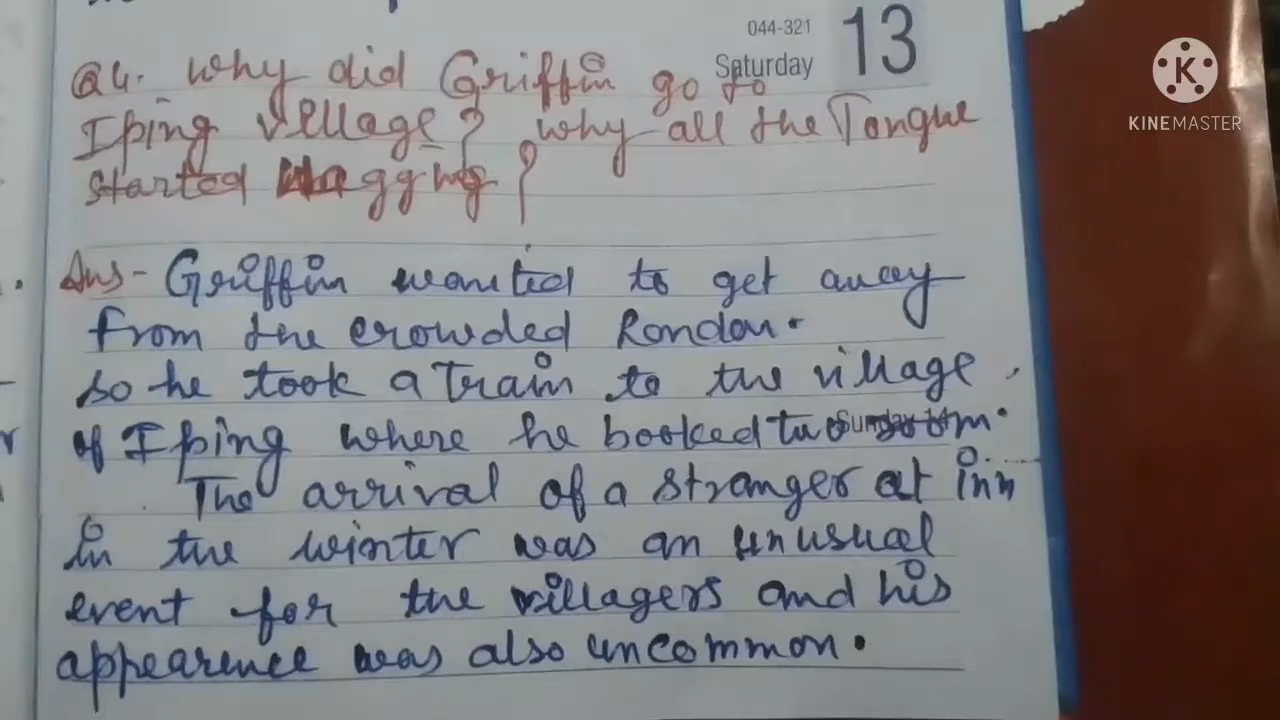 044-321
Saturday 13
Q4. Why did Griffin go to
Iping village? Why all the Tongue
started wagging?
Ans- Griffin wanted to get away
from the crowded London.
so he took a Train to the village
of Iping where he booked two room.
Sunday 14
The arrival of a stranger at inn
in the winter was an unusual
event for the villagers and his
appearence was also uncommon.
K
KINEMASTER